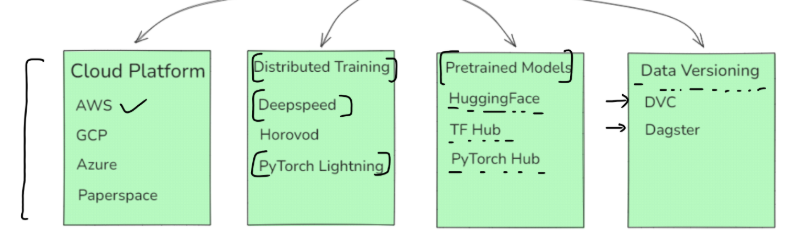 Cloud Platform
AWS
GCP
Azure
Paperspace
Distributed Training
Deepspeed
Horovod
PyTorch Lightning
Pretrained Models
HuggingFace
TF Hub
PyTorch Hub
Data Versioning
DVC
Dagster